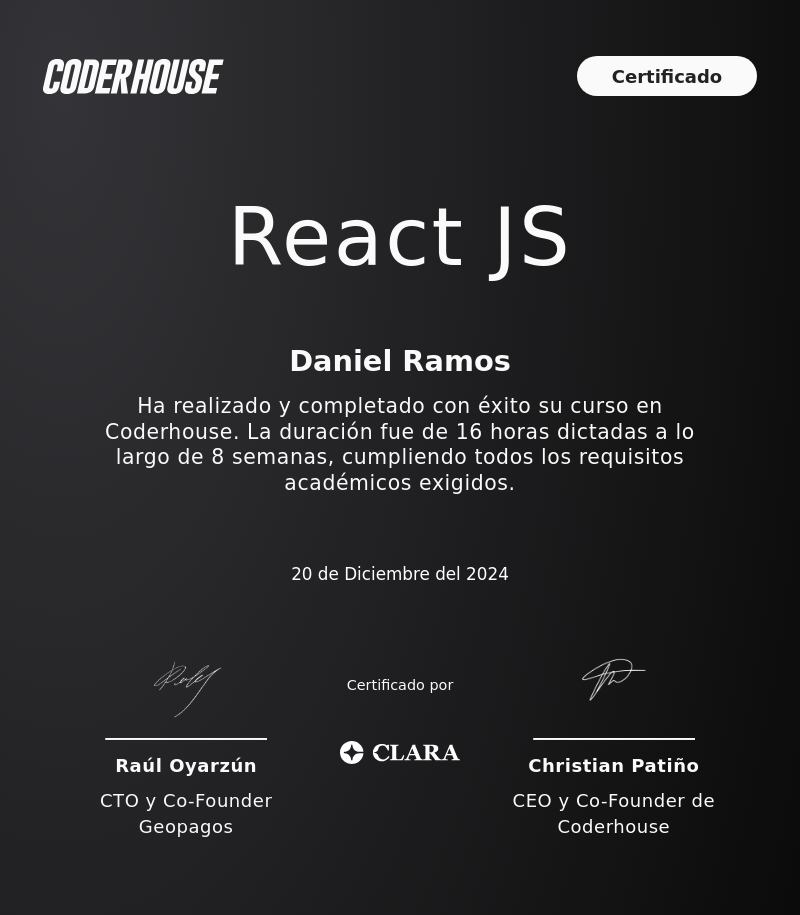 CODERHOUSE
Certificado
React JS
Daniel Ramos
Ha realizado y completado con éxito su curso en
Coderhouse. La duración fue de 16 horas dictadas a lo
largo de 8 semanas, cumpliendo todos los requisitos
académicos exigidos.
20 de Diciembre del 2024
Certificado por
CLARA
Raúl Oyarzún
CTO y Co-Founder
Geopagos
Christian Patiño
CEO y Co-Founder de
Coderhouse